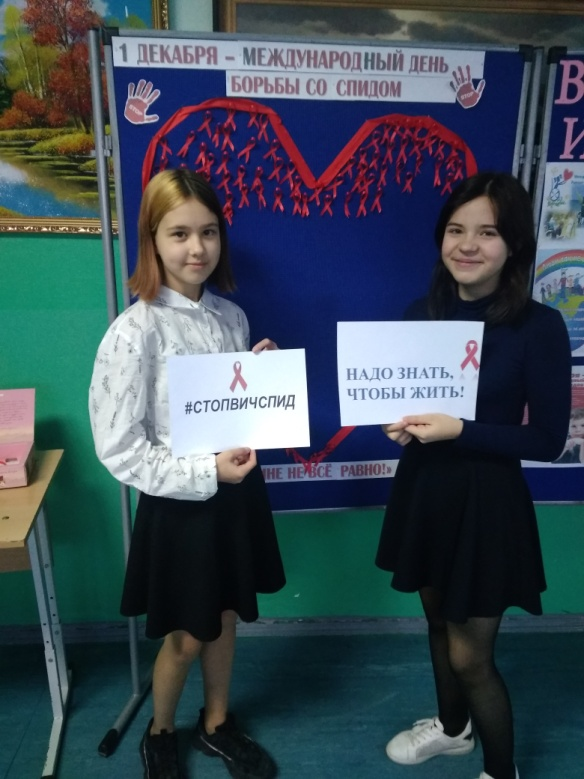 1 ДЕКАБРЯ – МЕЖДУНАРОДНЫЙ ДЕНЬ
БОРЬБЫ СО СПИДОМ
#СТОПВИЧСПИД
НАДО ЗНАТЬ,
ЧТОБЫ ЖИТЬ!
НЕ ВСЁ РАВНО!»